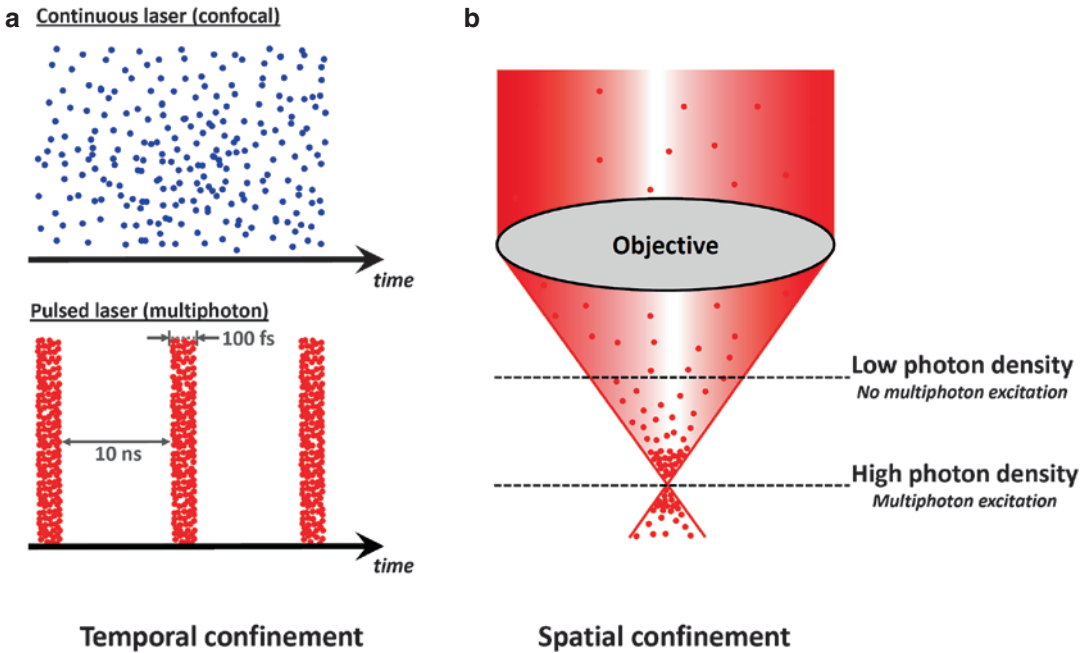 a
Continuous laser (confocal)
time
Pulsed laser (multiphoton)
100 fs
10 ns
time
Temporal confinement
b
Objective
Low photon density
No multiphoton excitation
High photon density
Multiphoton excitation
Spatial confinement